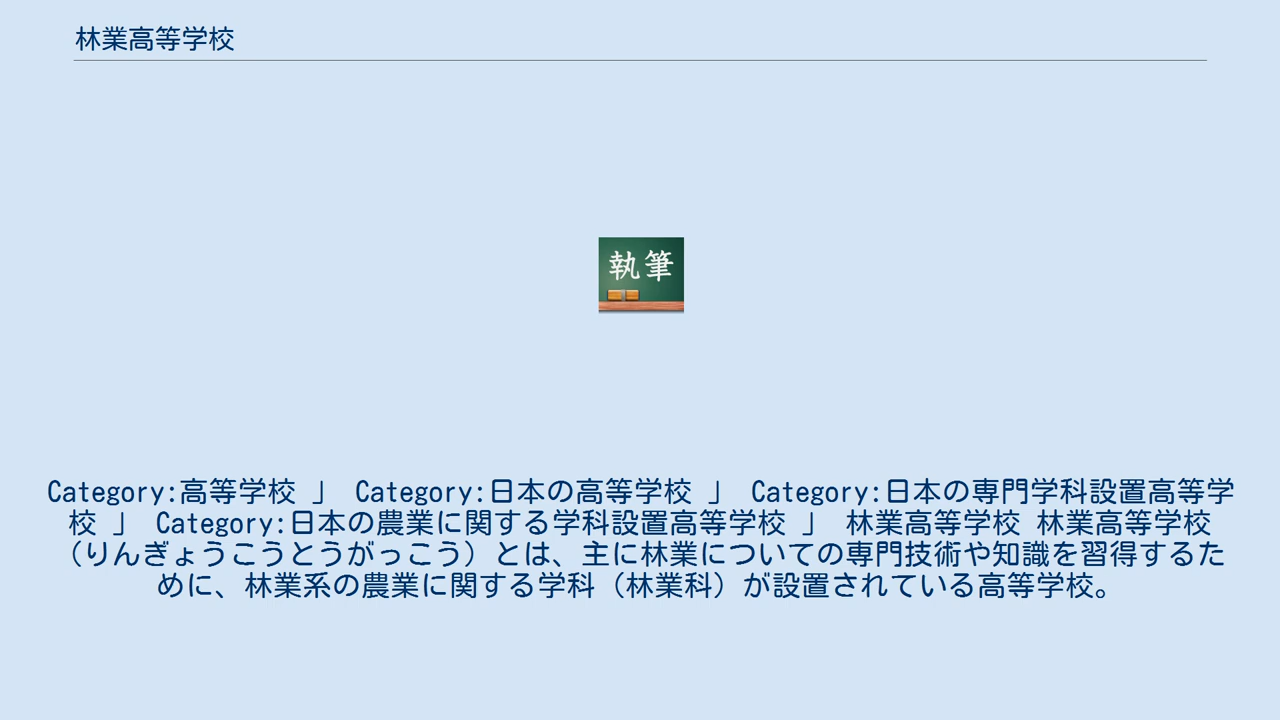 林業高等学校
執筆
Category:高等学校 」 Category:日本の高等学校 」 Category:日本の専門学科設置高等学
校 」 Category:日本の農業に関する学科設置高等学校 」 林業高等学校 林業高等学校
（りんぎょうこうとうがっこう）とは、主に林業についての専門技術や知識を習得するた
めに、林業系の農業に関する学科（林業科）が設置されている高等学校。